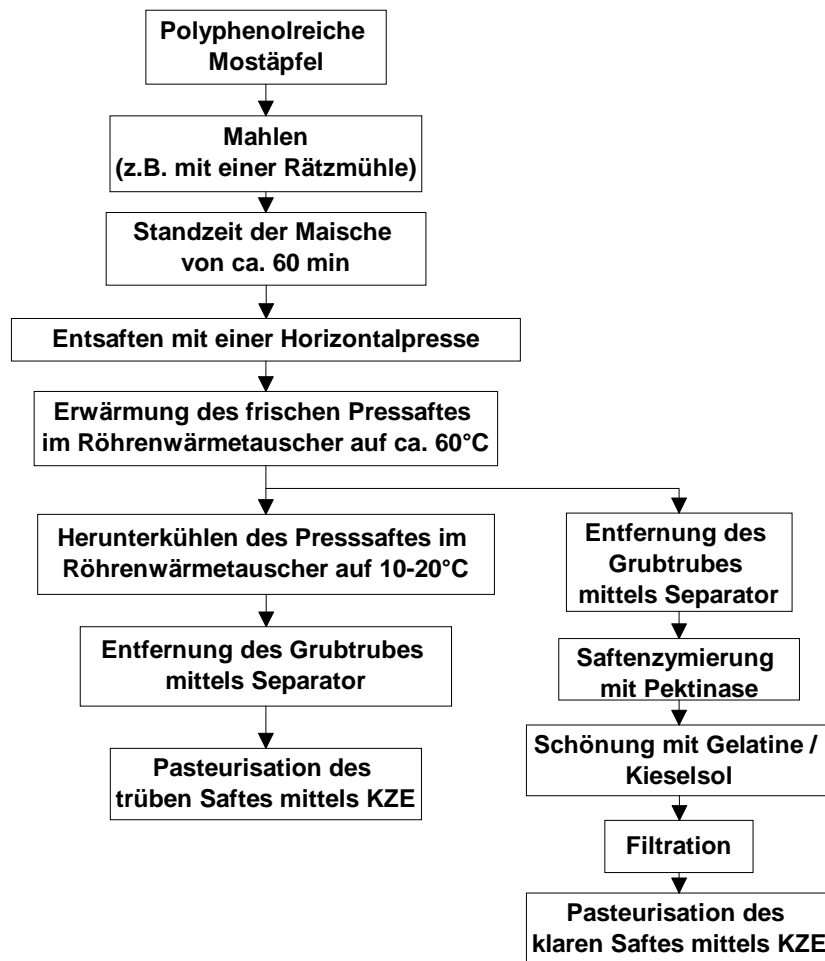 Polyphenolreiche
Mostäpfel
Mahlen
(z.B. mit einer Rätzmühle)
Standzeit der Maische
von ca. 60 min
Entsaften mit einer Horizontalpresse
Erwärmung des frischen Pressaftes
im Röhrenwärmetauscher auf ca. 60°C
Herunterkühlen des Presssaftes im
Röhrenwärmetauscher auf 10-20°C
Entfernung des Grubtrubes
mittels Separator
Pasteurisation des
trüben Saftes mittels KZE
Entfernung des
Grubtrubes
mittels Separator
Saftenzymierung
mit Pektinase
Schönung mit Gelatine /
Kieselsol
Filtration
Pasteurisation des
klaren Saftes mittels KZE